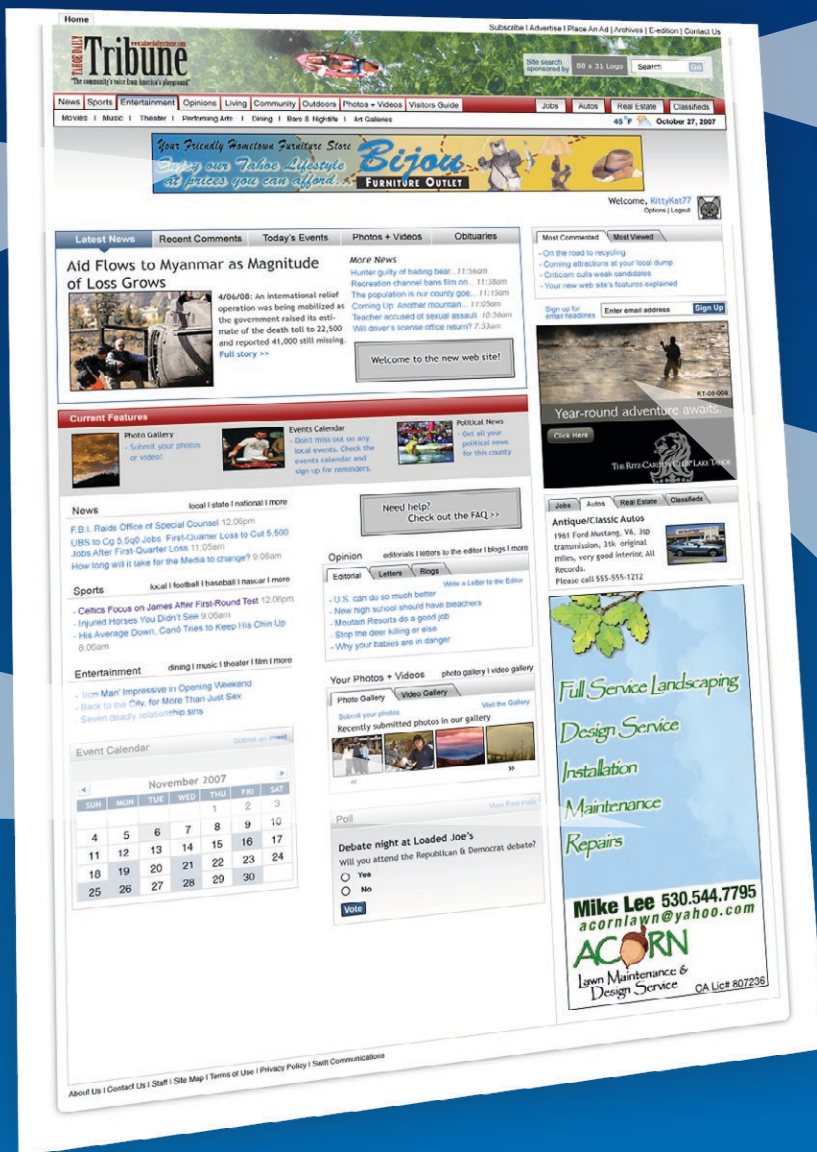 Home
Subscribe | Advertise | Place An Ad | Archives | E-edition | Contact Us
TAHOE DAILY
www.tahoedailytribune.com
Tribune
"The community's voice from America's playground"
Site search
sponsored by
88 x 31 Logo
Search
Go
News Sports Entertainment Opinions Living Community Outdoors Photos + Videos Visitors Guide
Jobs Autos Real Estate Classifieds
Movies | Music | Theater | Performing Arts | Dining | Bars & Nightlife | Art Galleries
45°F October 27, 2007
Your Friendly Hometown Furniture Store
Enjoy our Tahoe Lifestyle
at prices you can afford...
Bijou
FURNITURE OUTLET
Welcome, KittyKat77
Options | Logout
Latest News Recent Comments Today's Events Photos + Videos Obituaries
Aid Flows to Myanmar as Magnitude
of Loss Grows
4/06/08: An international relief
operation was being mobilized as
the government raised its esti-
mate of the death toll to 22,500
and reported 41,000 still missing.
Full story >>
More News
Hunter guilty of baiting bear... 11:56am
Recreation channel bans film on... 11:38am
The population is our county goe... 11:15am
Coming Up: Another mountain... 11:05am
Teacher accused of sexual assault 10:56am
Will driver's license office return? 7:53am
Welcome to the new web site!
Most Commented Most Viewed
- On the road to recycling
- Coming attractions at your local dump
- Criticism culls weak candidates
- Your new web site's features explained
Sign up for
email headlines
Enter email address
Sign Up
RT-08-009
Year-round adventure awaits.
Click Here
THE RITZ-CARLTON CLUB, LAKE TAHOE
Current Features
Photo Gallery
- Submit your photos
or video!
Events Calendar
- Don't miss out on any
local events. Check the
events calendar and
sign up for reminders.
Political News
- Get all your
political news
for this county
News
local | state | national | more
F.B.I. Raids Office of Special Counsel 12:06pm
UBS to Cg 5,5q0 Jobs First-Quarter Loss to Cut 5,500
Jobs After First-Quarter Loss 11:05am
How long will it take for the Media to change? 9:06am
Sports
local | football | baseball | nascar | more
- Celtics Focus on James After First-Round Test 12:06pm
- Injured Horses You Didn't See 9:06am
- His Average Down, Canó Tries to Keep His Chin Up
8:06am
Entertainment
dining | music | theater | film | more
- 'Iron Man' Impressive in Opening Weekend
- Back to the City, for More Than Just Sex
- Seven deadly relationship sins
Event Calendar
Submit an Event
November 2007
SUN MON TUE WED THU FRI SAT
1 2 3
4 5 6 7 8 9 10
11 12 13 14 15 16 17
18 19 20 21 22 23 24
25 26 27 28 29 30
Need help?
Check out the FAQ >>
Opinion
editorials | letters to the editor | blogs | more
Editorial Letters Blogs
Write a Letter to the Editor
- U.S. can do so much better
- New high school should have bleachers
- Moutain Resorts do a good job
- Stop the deer killing or else
- Why your babies are in danger
Your Photos + Videos
photo gallery | video gallery
Photo Gallery Video Gallery
Submit your photos
Visit the Gallery
Recently submitted photos in our gallery
<<
>>
Poll
View Past Polls
Debate night at Loaded Joe's
Will you attend the Republican & Democrat debate?
Yes
No
Vote
Jobs Autos Real Estate Classifieds
Antique/Classic Autos
1961 Ford Mustang, V6, 3sp
transmission, 31k original
miles, very good interior, All
Records.
Please call 555-555-1212
Full Service Landscaping
Design Service
Installation
Maintenance
Repairs
Mike Lee 530.544.7795
acornlawn@yahoo.com
ACORN
Lawn Maintenance &
Design Service
CA Lic# 807236
About Us | Contact Us | Staff | Site Map | Terms of Use | Privacy Policy | Swift Communications